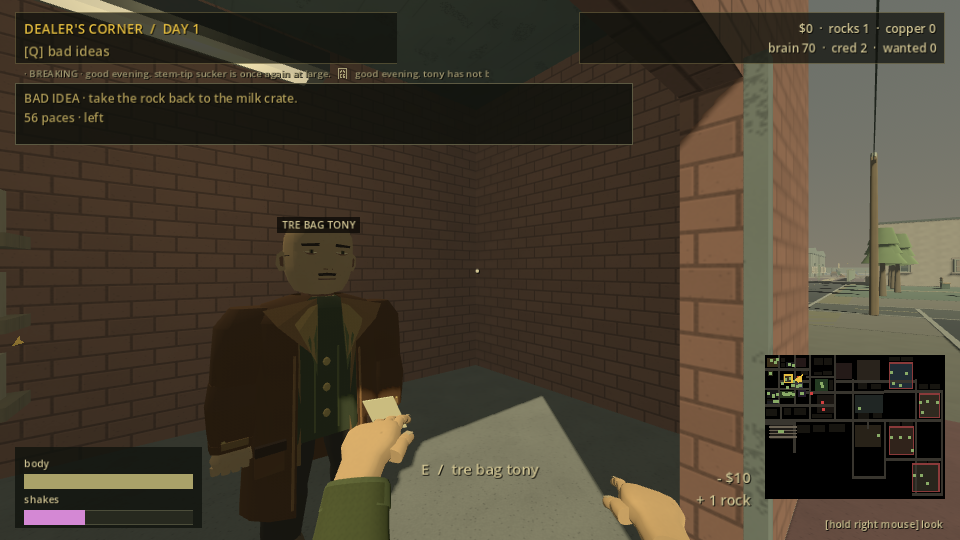 DEALER'S CORNER / DAY 1
[Q] bad ideas
$0 · rocks 1 · copper 0
brain 70 · cred 2 · wanted 0
· BREAKING · good evening. stem-tip sucker is once again at large. good evening. tony has not t
BAD IDEA · take the rock back to the milk crate.
56 paces · left
TRE BAG TONY
E / tre bag tony
- $10
+ 1 rock
body
shakes
[hold right mouse] look